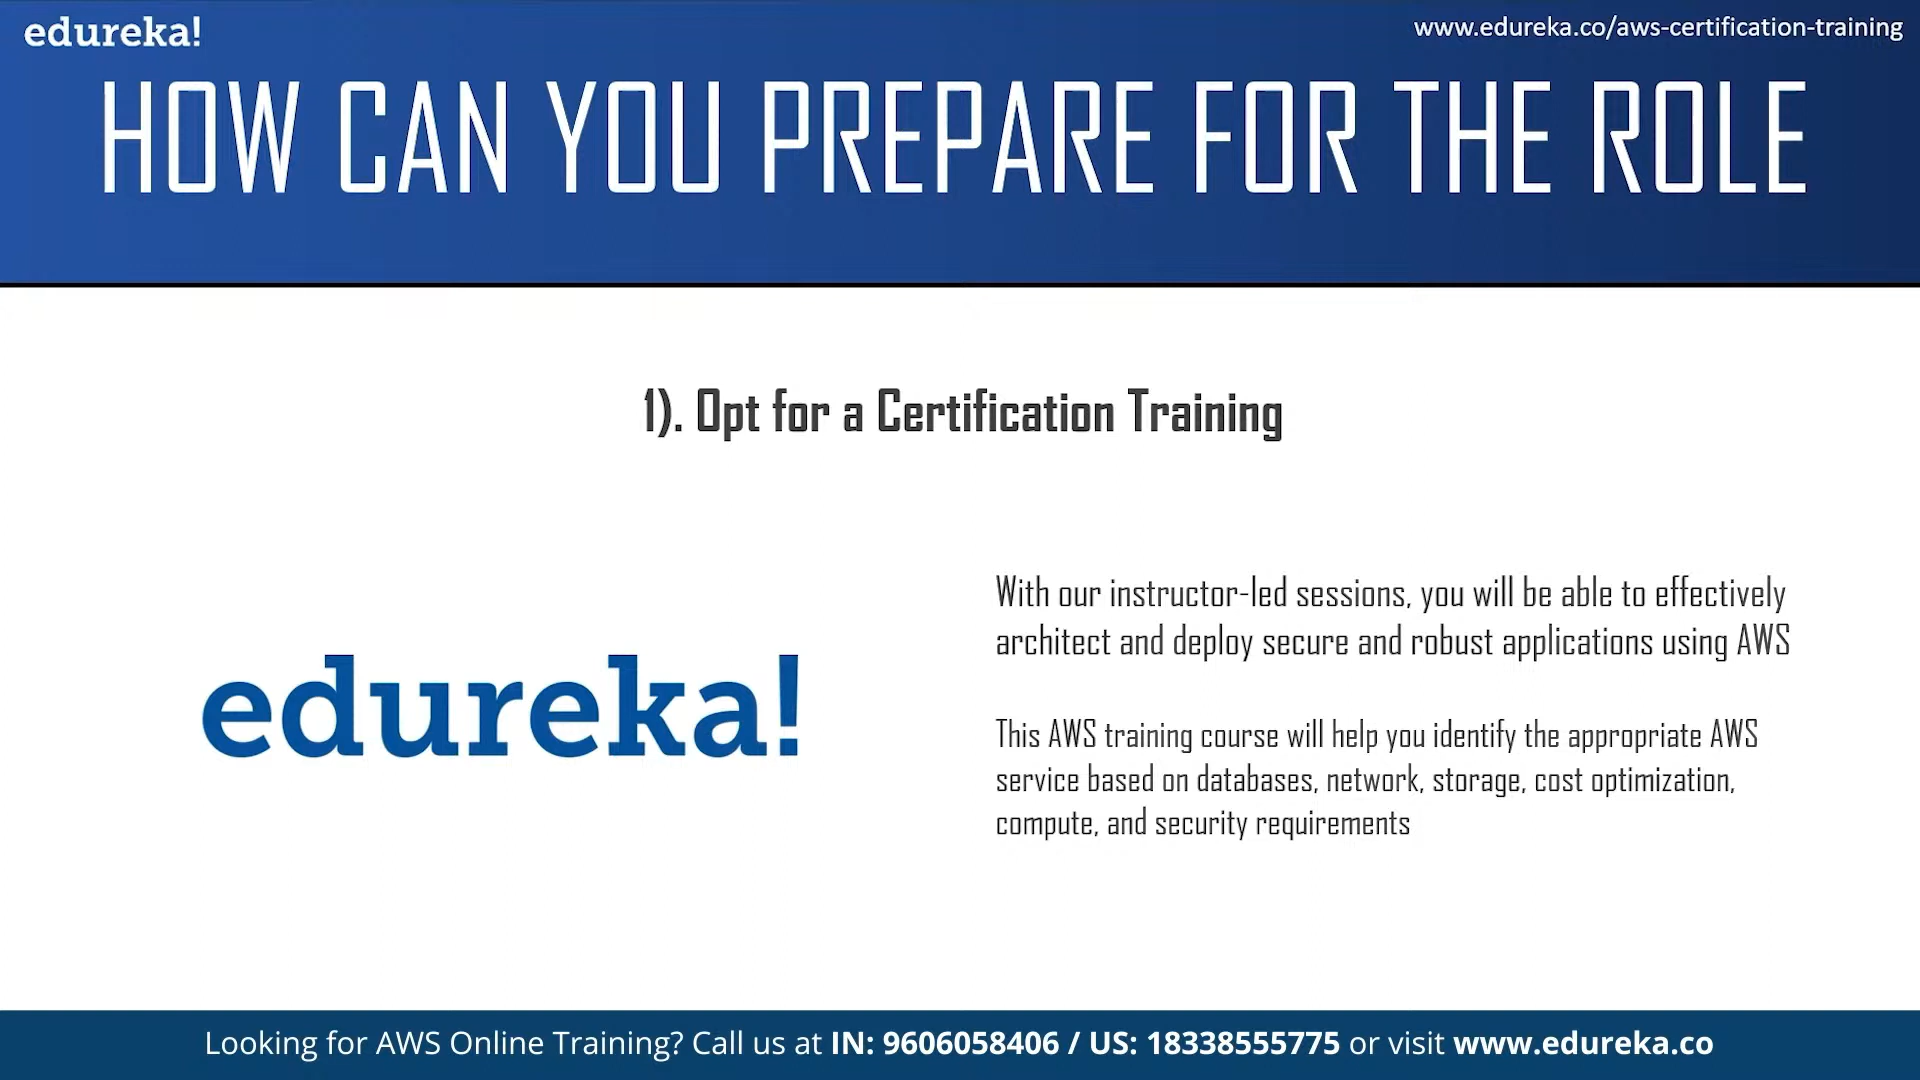 edureka!
www.edureka.co/aws-certification-training
HOW CAN YOU PREPARE FOR THE ROLE
1). Opt for a Certification Training
edureka!
With our instructor-led sessions, you will be able to effectively
architect and deploy secure and robust applications using AWS
This AWS training course will help you identify the appropriate AWS
service based on databases, network, storage, cost optimization,
compute, and security requirements
Looking for AWS Online Training? Call us at IN: 9606058406 / US: 18338555775 or visit www.edureka.co